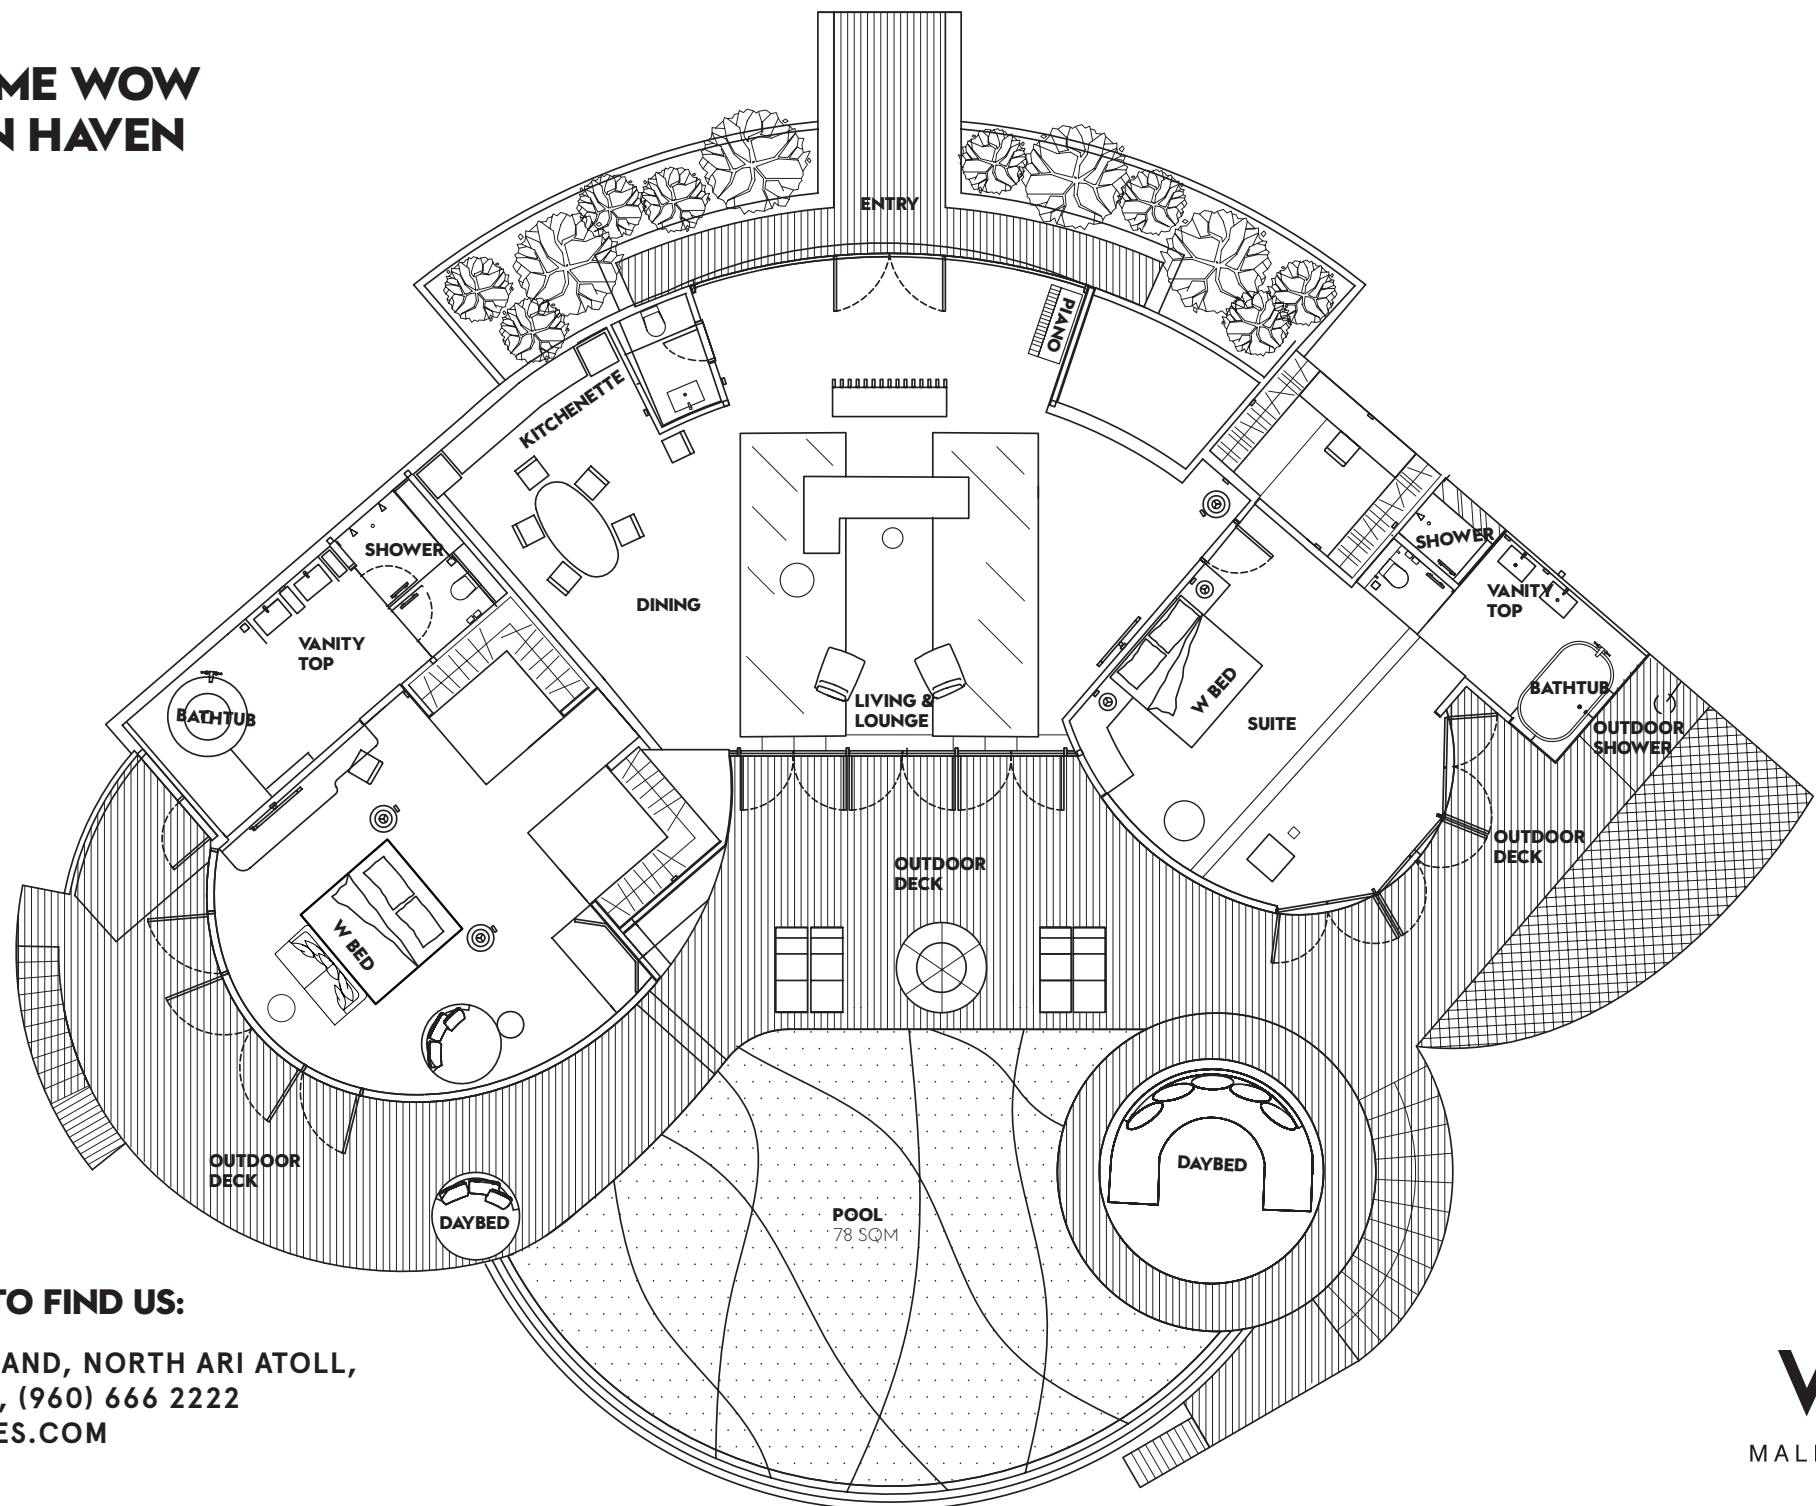 ME WOW
N HAVEN
ENTRY
PIANO
KITCHENETTE
SHOWER
SHOWER
VANITY
TOP
DINING
VANITY
TOP
BATHTUB
W BED
BATHTUB
LIVING &
LOUNGE
SUITE
OUTDOOR
SHOWER
OUTDOOR
DECK
OUTDOOR
DECK
W BED
OUTDOOR
DECK
DAYBED
DAYBED
POOL
78 SQM
TO FIND US:
AND, NORTH ARI ATOLL,
, (960) 666 2222
ES.COM
W
MALI